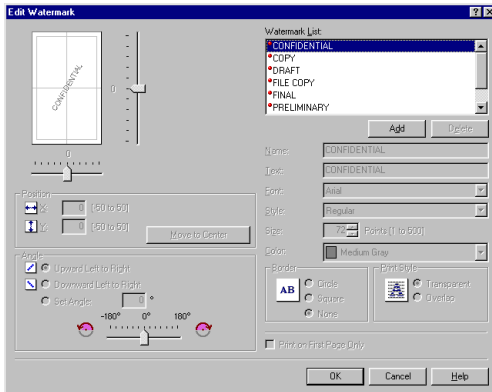 Edit Watermark
CONFIDENTIAL
0
0
Position
X: 0 [-50 to 50]
Y: 0 [-50 to 50]
Move to Center
Angle
Upward Left to Right
Downward Left to Right
Set Angle: 0 °
-180° 0° 180°
Watermark List:
CONFIDENTIAL
COPY
DRAFT
FILE COPY
FINAL
PRELIMINARY
Add Delete
Name: CONFIDENTIAL
Text: CONFIDENTIAL
Font: Arial
Style: Regular
Size: 72 Points [1 to 500]
Color: Medium Gray
Border
AB
Circle
Square
None
Print Style
A
Transparent
Overlap
Print on First Page Only
OK Cancel Help